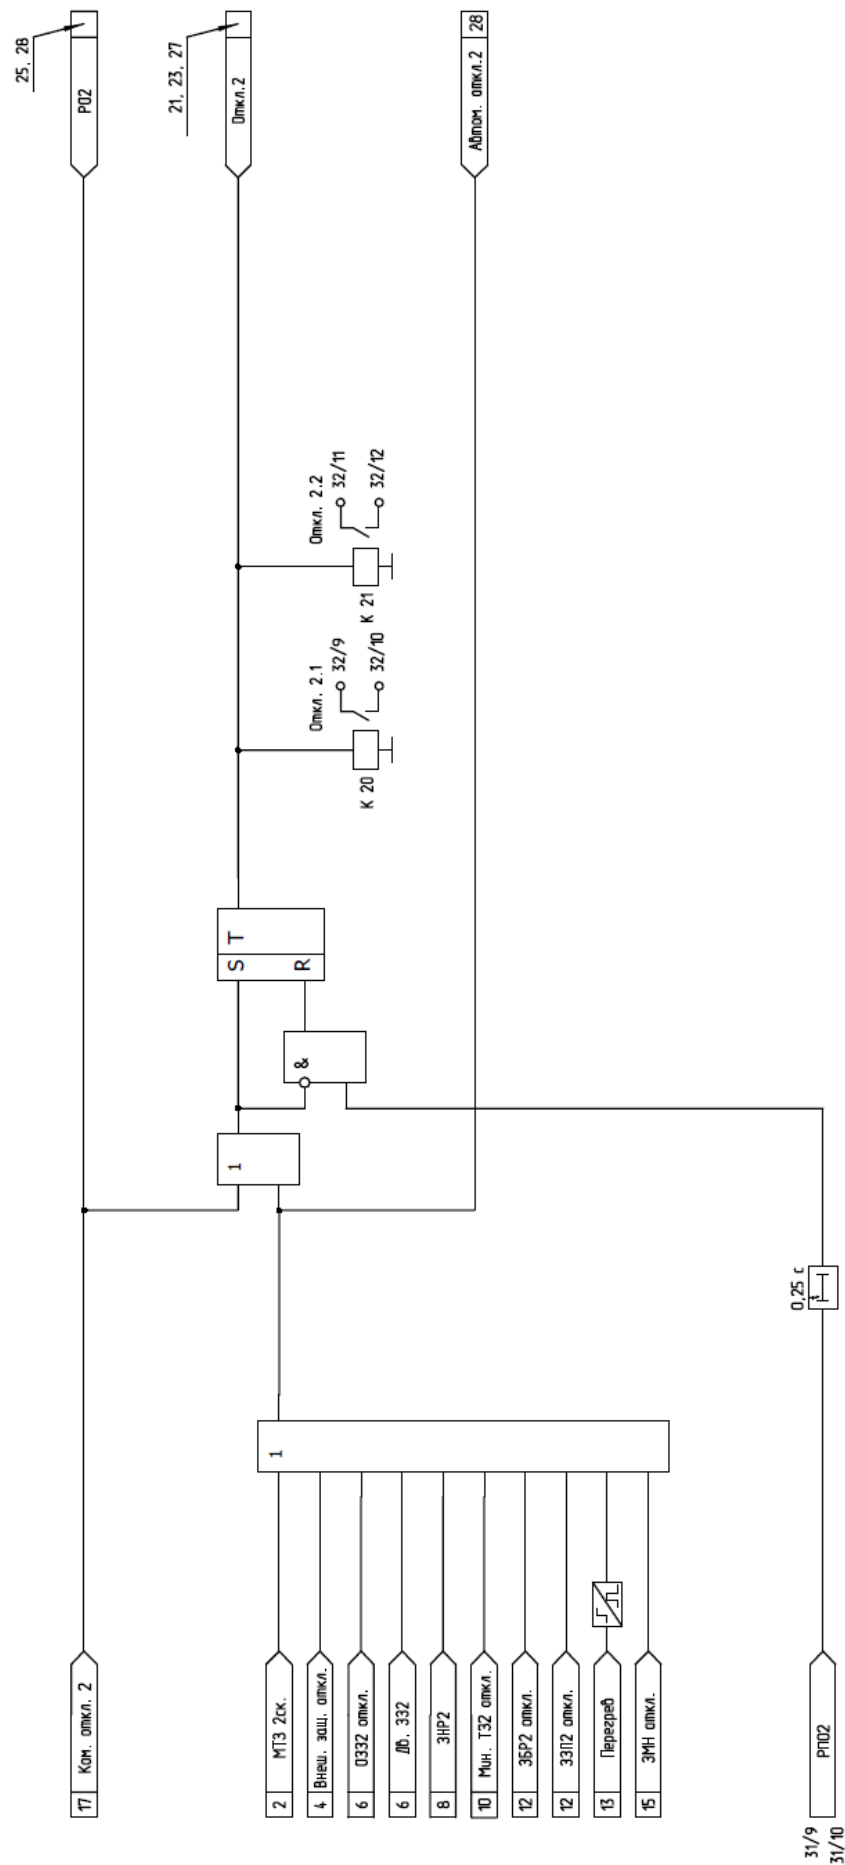 17 Ком. откл. 2
РО2
25, 28
2 МТЗ 2ск.
4 Внеш. защ. откл.
6 ОЗЗ2 откл.
6 Дв. ЗЗ2
8 ЗНР2
10 Мин. ТЗ2 откл.
12 ЗБР2 откл.
12 ЗЗП2 откл.
13 Перегрев
15 ЗМН откл.
1
1
&
S T
R
Откл.2
21, 23, 27
К 20
Откл. 2.1
32/9
32/10
К 21
Откл. 2.2
32/11
32/12
Автом. откл.2 28
31/9
31/10
РПО2
0,25 с
t